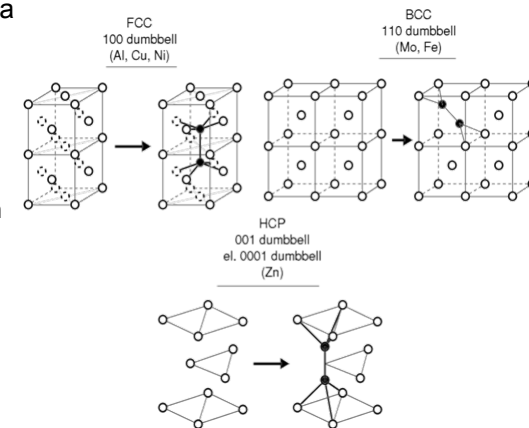 a
FCC
100 dumbbell
(Al, Cu, Ni)
BCC
110 dumbbell
(Mo, Fe)
HCP
001 dumbbell
el. 0001 dumbbell
(Zn)